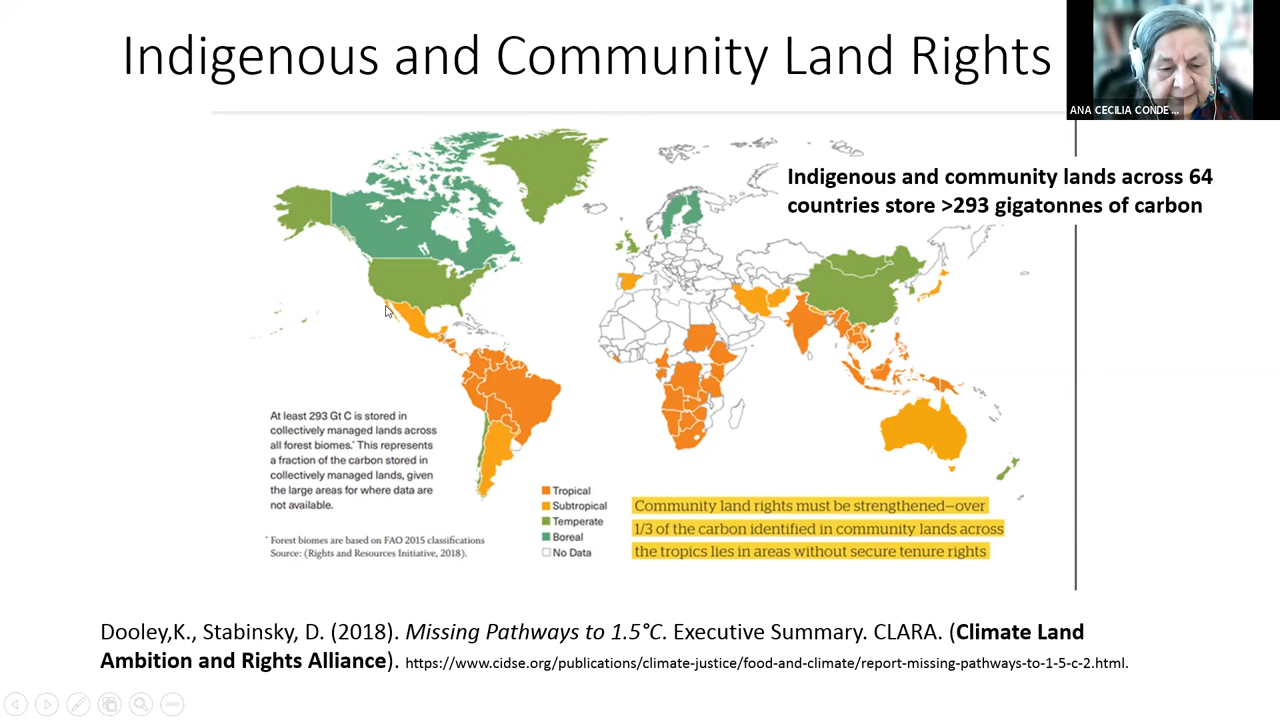 Indigenous and Community Land Rights
ANA CECILIA CONDE ...
Indigenous and community lands across 64
countries store >293 gigatonnes of carbon
At least 293 Gt C is stored in
collectively managed lands across
all forest biomes.* This represents
a fraction of the carbon stored in
collectively managed lands, given
the large areas for where data are
not available.
* Forest biomes are based on FAO 2015 classifications
Source: (Rights and Resources Initiative, 2018).
Tropical
Subtropical
Temperate
Boreal
No Data
Community land rights must be strengthened—over
1/3 of the carbon identified in community lands across
the tropics lies in areas without secure tenure rights
Dooley,K., Stabinsky, D. (2018). Missing Pathways to 1.5°C. Executive Summary. CLARA. (Climate Land
Ambition and Rights Alliance). https://www.cidse.org/publications/climate-justice/food-and-climate/report-missing-pathways-to-1-5-c-2.html.